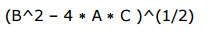 (B^2 – 4 * A * C )^(1/2)